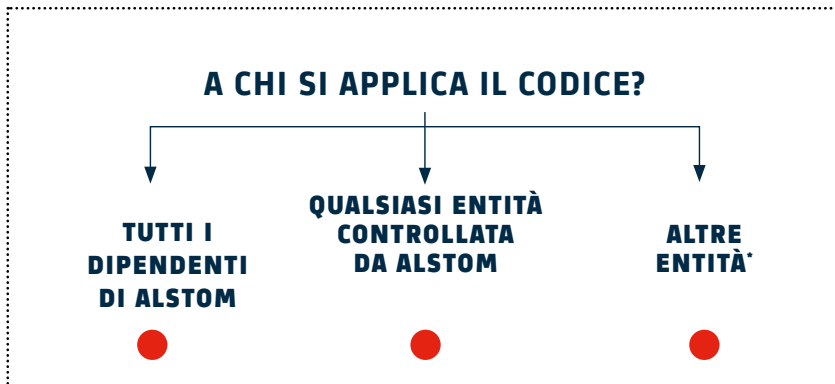 A CHI SI APPLICA IL CODICE?
TUTTI I
DIPENDENTI
DI ALSTOM
QUALSIASI ENTITÀ
CONTROLLATA
DA ALSTOM
ALTRE
ENTITÀ*